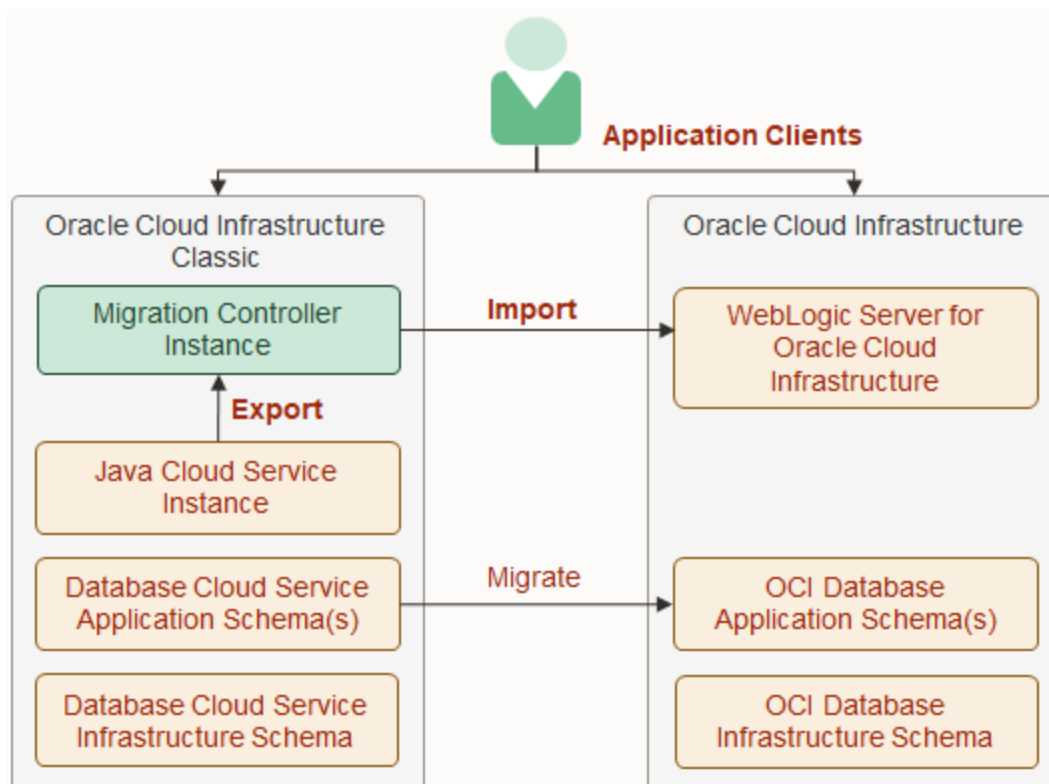 Application Clients
Oracle Cloud Infrastructure
Classic
Migration Controller
Instance
Export
Java Cloud Service
Instance
Database Cloud Service
Application Schema(s)
Database Cloud Service
Infrastructure Schema
Import
Migrate
Oracle Cloud Infrastructure
WebLogic Server for
Oracle Cloud
Infrastructure
OCI Database
Application Schema(s)
OCI Database
Infrastructure Schema